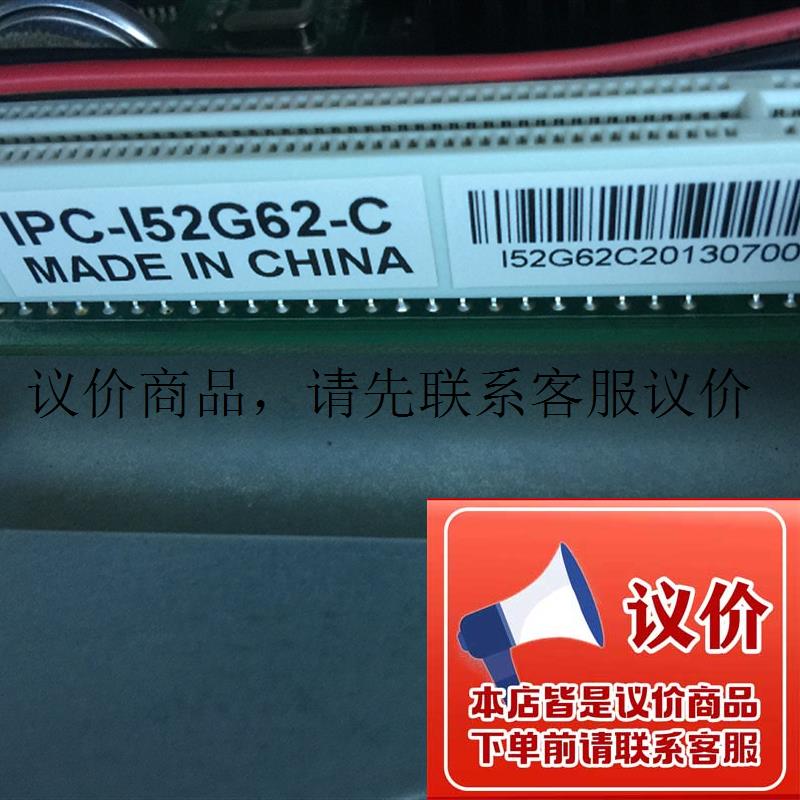 IPC-I52G62-C
MADE IN CHINA
I52G62C20130700
议价商品，请先联系客服议价
议价
本店皆是议价商品
下单前请联系客服